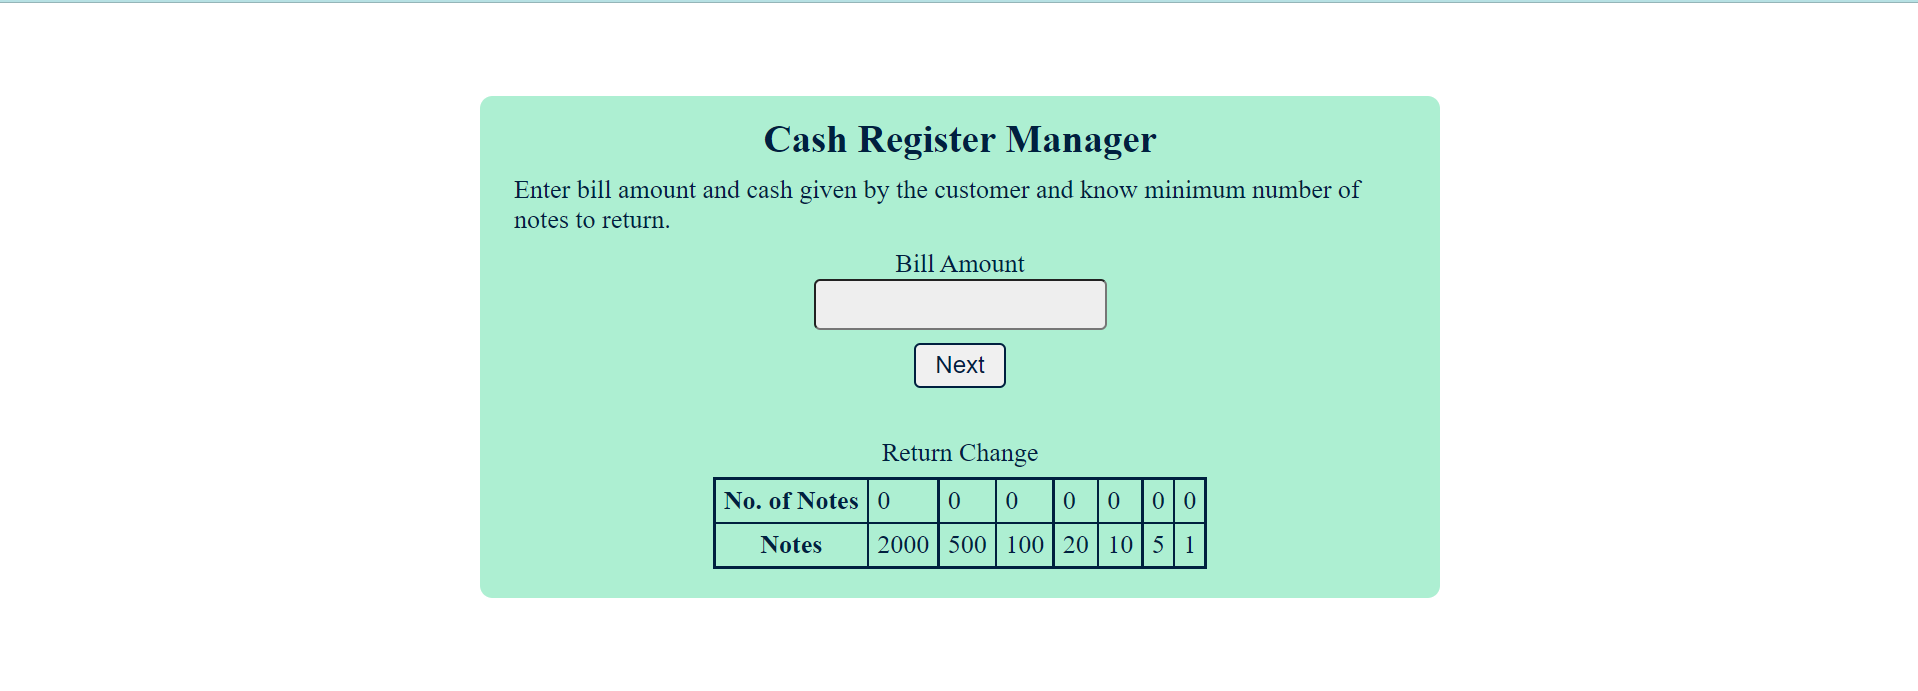 Cash Register Manager
Enter bill amount and cash given by the customer and know minimum number of
notes to return.
Bill Amount
Next
Return Change
No. of Notes 0 0 0 0 0 0 0
Notes 2000 500 100 20 10 5 1